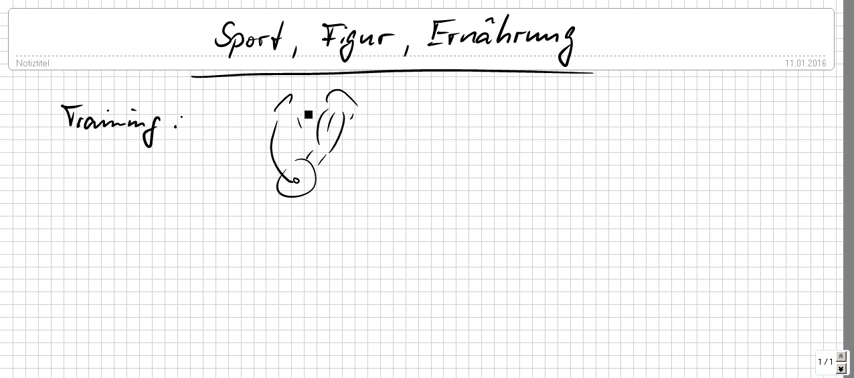 Sport, Figur, Ernährung
Notiztitel
11.01.2016
Training:
1/1